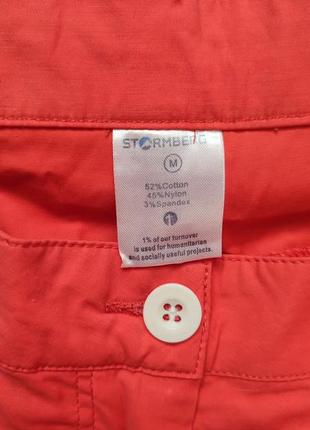 STORMBERG
M
52%Cotton
45%Nylon
3%Spandex
1% of our turnover
is used for humanitarian
and socially useful projects.